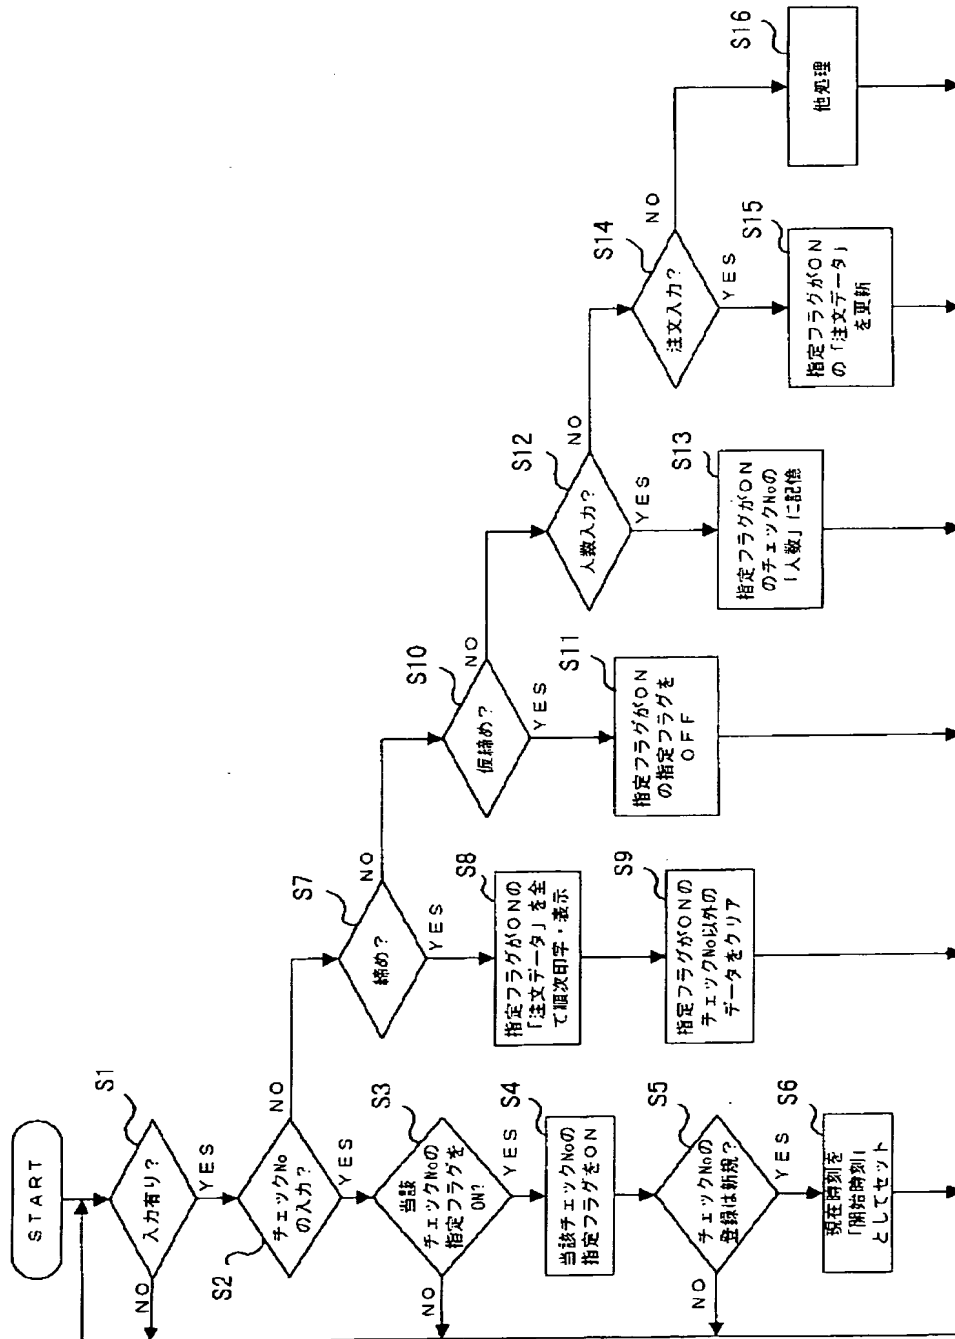 START
S1
入力有り？
YES
NO
S2
チェックNo
の入力？
YES
NO
S3
当該
チェックNoの
指定フラグを
ON？
YES
NO
S4
当該チェックNoの
指定フラグをON
S5
チェックNoの
登録は新規？
YES
NO
S6
現在時刻を
「開始時刻」
としてセット
S7
締め？
YES
NO
S8
指定フラグがONの
「注文データ」を全
て順次印字・表示
S9
指定フラグがONの
チェックNo以外の
データをクリア
S10
仮締め？
YES
NO
S11
指定フラグがON
の指定フラグを
OFF
S12
人数入力？
YES
NO
S13
指定フラグがON
のチェックNoの
「人数」に記憶
S14
注文入力？
YES
NO
S15
指定フラグがON
の「注文データ」
を更新
S16
他処理